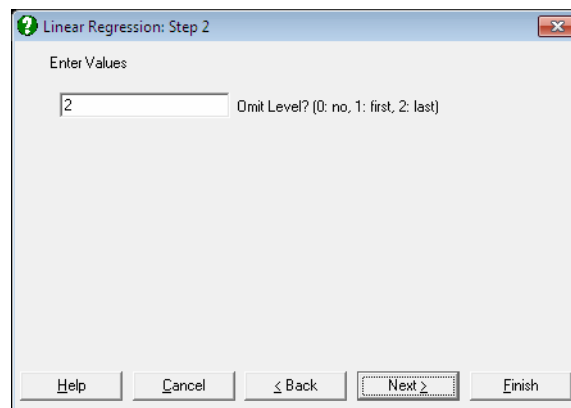 Linear Regression: Step 2
Enter Values
2 Omit Level? (0: no, 1: first, 2: last)
Help Cancel < Back Next > Finish